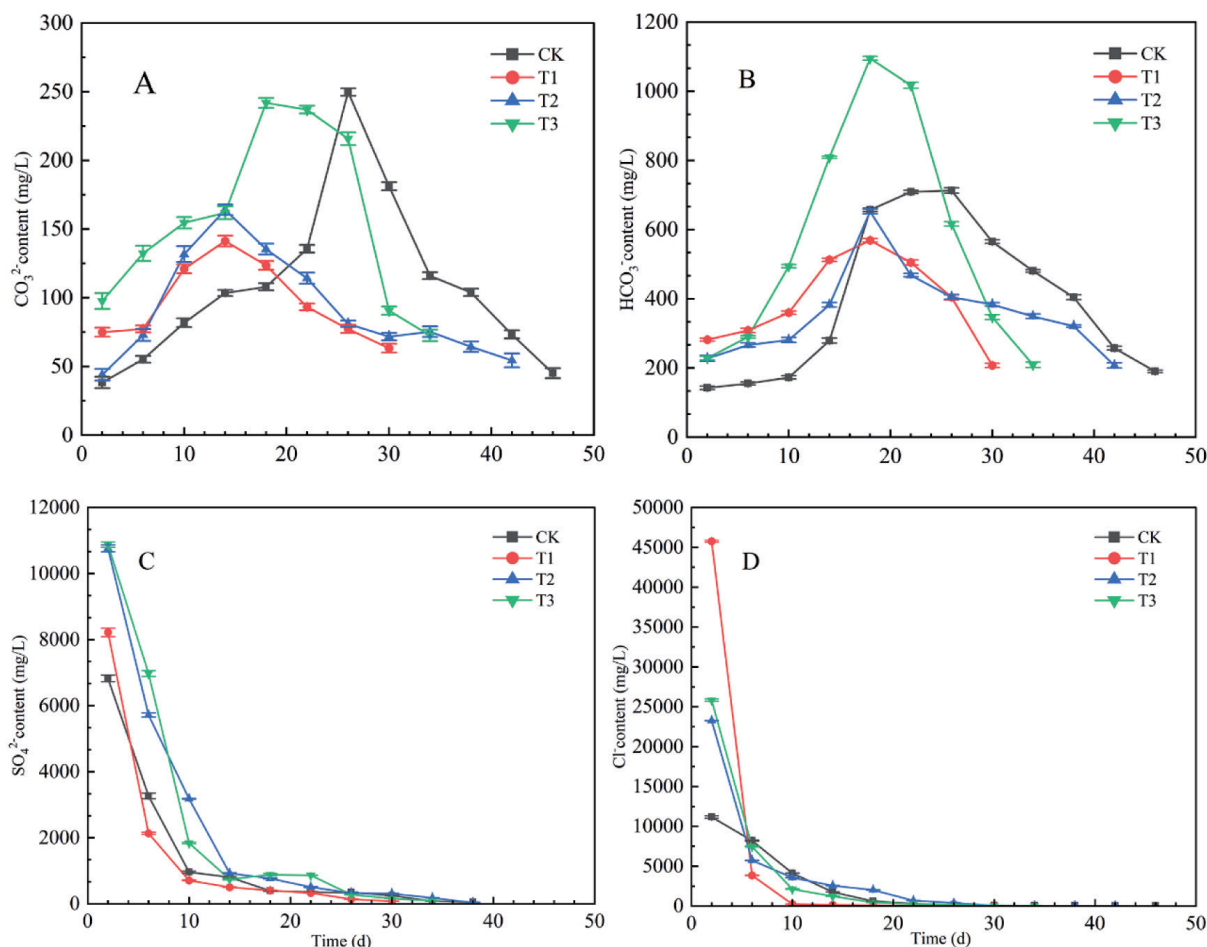 A
CO₃²⁻content (mg/L)
300
250
200
150
100
50
0
0
10
20
30
40
50
CK
T1
T2
T3
B
HCO₃⁻content (mg/L)
1200
1000
800
600
400
200
0
0
10
20
30
40
50
CK
T1
T2
T3
C
SO₄²⁻content (mg/L)
12000
10000
8000
6000
4000
2000
0
0
10
20
30
40
50
Time (d)
CK
T1
T2
T3
D
Cl⁻content (mg/L)
50000
45000
40000
35000
30000
25000
20000
15000
10000
5000
0
0
10
20
30
40
50
Time (d)
CK
T1
T2
T3